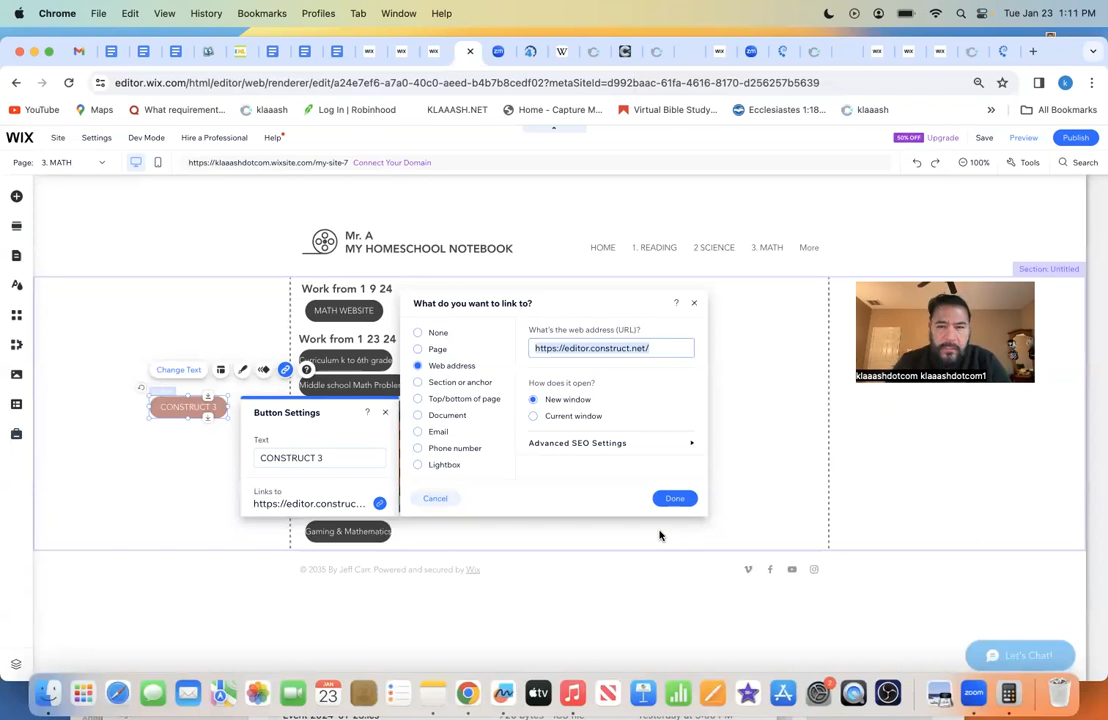 Chrome File Edit View History Bookmarks Profiles Tab Window Help Tue Jan 23 1:11 PM
editor.wix.com/html/editor/web/renderer/edit/a24e7ef6-a7a0-40c0-aeed-b4b7b8cedf02?metaSiteId=d992baac-61fa-4616-8170-d256257b5639
YouTube Maps What requirement... klaaash Log In | Robinhood KLAAASH.NET Home - Capture M... Virtual Bible Study... Ecclesiastes 1:18... klaaash » All Bookmarks
WIX Site Settings Dev Mode Hire a Professional Help 50% OFF Upgrade Save Preview Publish
Page: 3. MATH https://klaaashdotcom.wixsite.com/my-site-7 Connect Your Domain 100% Tools Search
Mr. A
MY HOMESCHOOL NOTEBOOK
HOME 1. READING 2 SCIENCE 3. MATH More
Section: Untitled
Work from 1 9 24
MATH WEBSITE
Work from 1 23 24
Curriculum k to 6th grade
Middle school Math Problem
Change Text
CONSTRUCT 3
Button Settings ?
Text
CONSTRUCT 3
Links to
https://editor.construc...
What do you want to link to? ?
None
Page
Web address
Section or anchor
Top/bottom of page
Document
Email
Phone number
Lightbox
What's the web address (URL)?
https://editor.construct.net/
How does it open?
New window
Current window
Advanced SEO Settings
Cancel Done
klaaashdotcom klaaashdotcom1
Gaming & Mathematics
© 2035 By Jeff Carr. Powered and secured by Wix
Let's Chat!
JAN
23
2
zoom